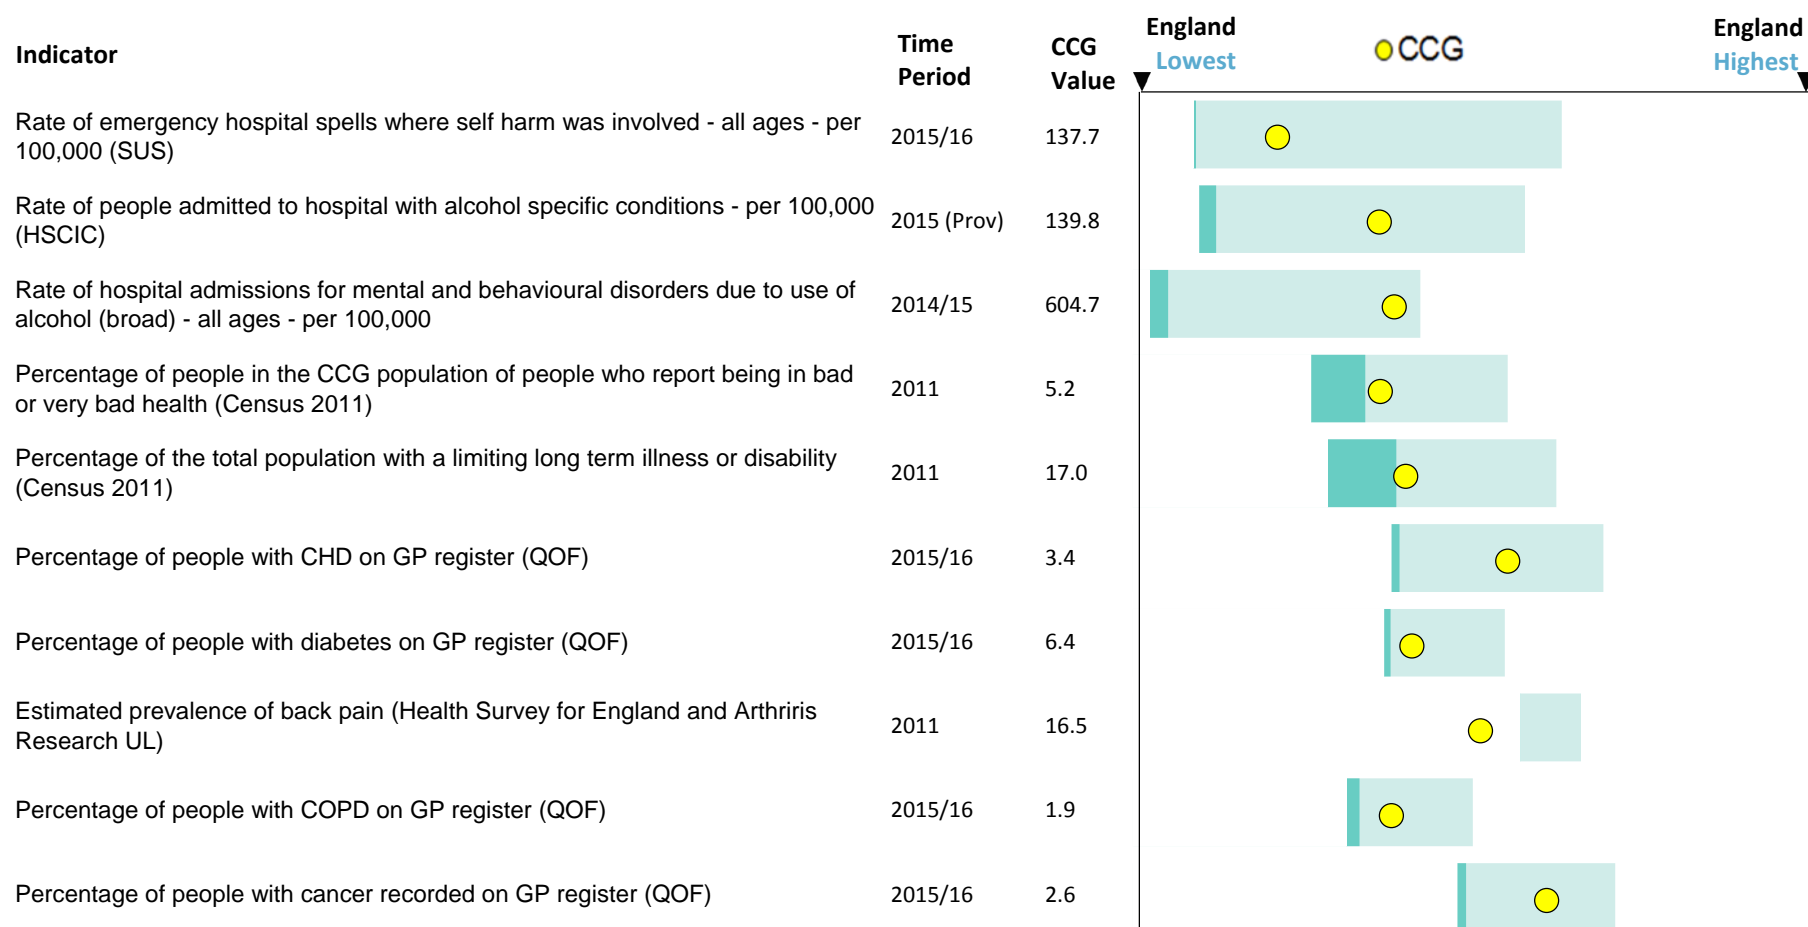 Indicator
Time Period
CCG Value
England Lowest
CCG
England Highest
Rate of emergency hospital spells where self harm was involved - all ages - per
100,000 (SUS)
2015/16
137.7
Rate of people admitted to hospital with alcohol specific conditions - per 100,000
(HSCIC)
2015 (Prov)
139.8
Rate of hospital admissions for mental and behavioural disorders due to use of
alcohol (broad) - all ages - per 100,000
2014/15
604.7
Percentage of people in the CCG population of people who report being in bad
or very bad health (Census 2011)
2011
5.2
Percentage of the total population with a limiting long term illness or disability
(Census 2011)
2011
17.0
Percentage of people with CHD on GP register (QOF)
2015/16
3.4
Percentage of people with diabetes on GP register (QOF)
2015/16
6.4
Estimated prevalence of back pain (Health Survey for England and Arthriris
Research UL)
2011
16.5
Percentage of people with COPD on GP register (QOF)
2015/16
1.9
Percentage of people with cancer recorded on GP register (QOF)
2015/16
2.6